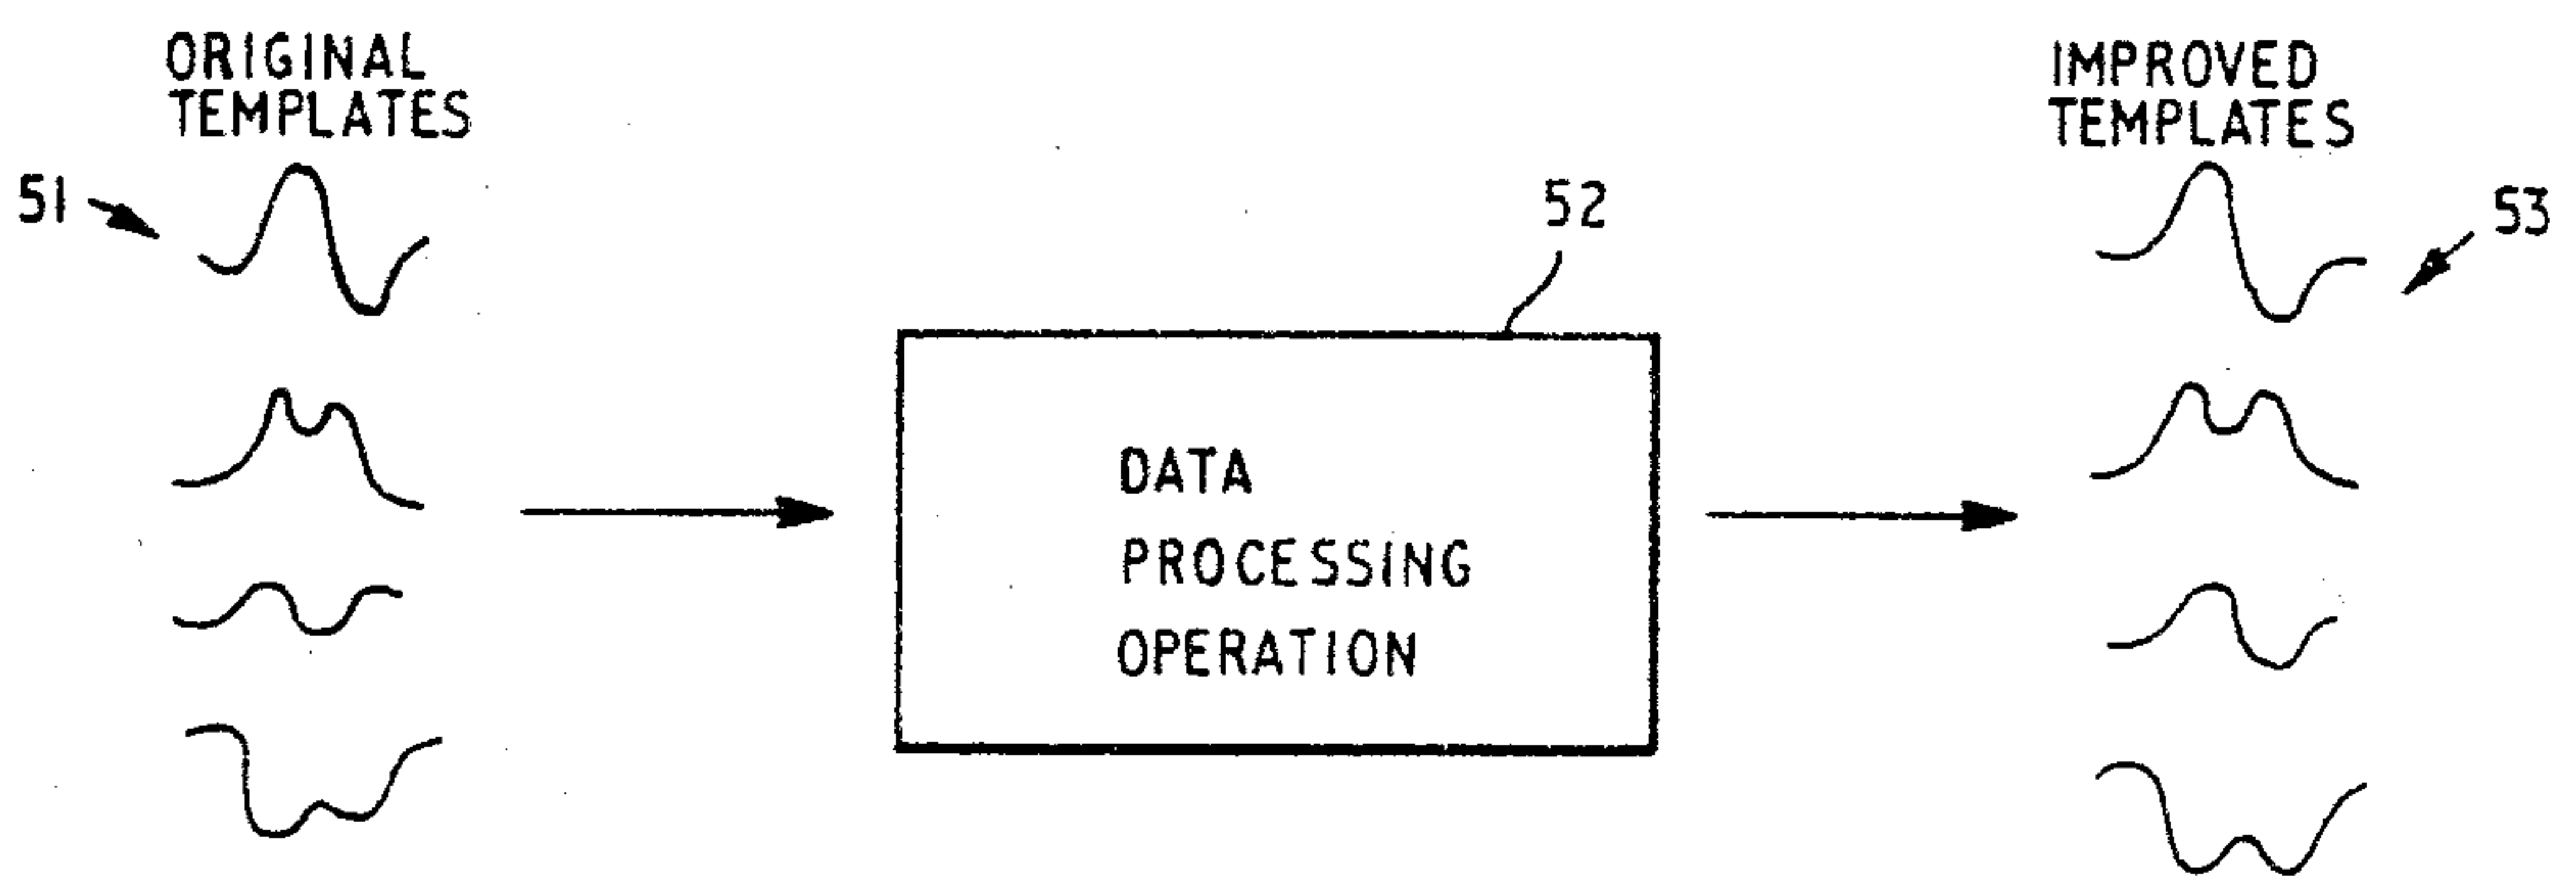 ORIGINAL
TEMPLATES
51
52
DATA
PROCESSING
OPERATION
IMPROVED
TEMPLATES
53